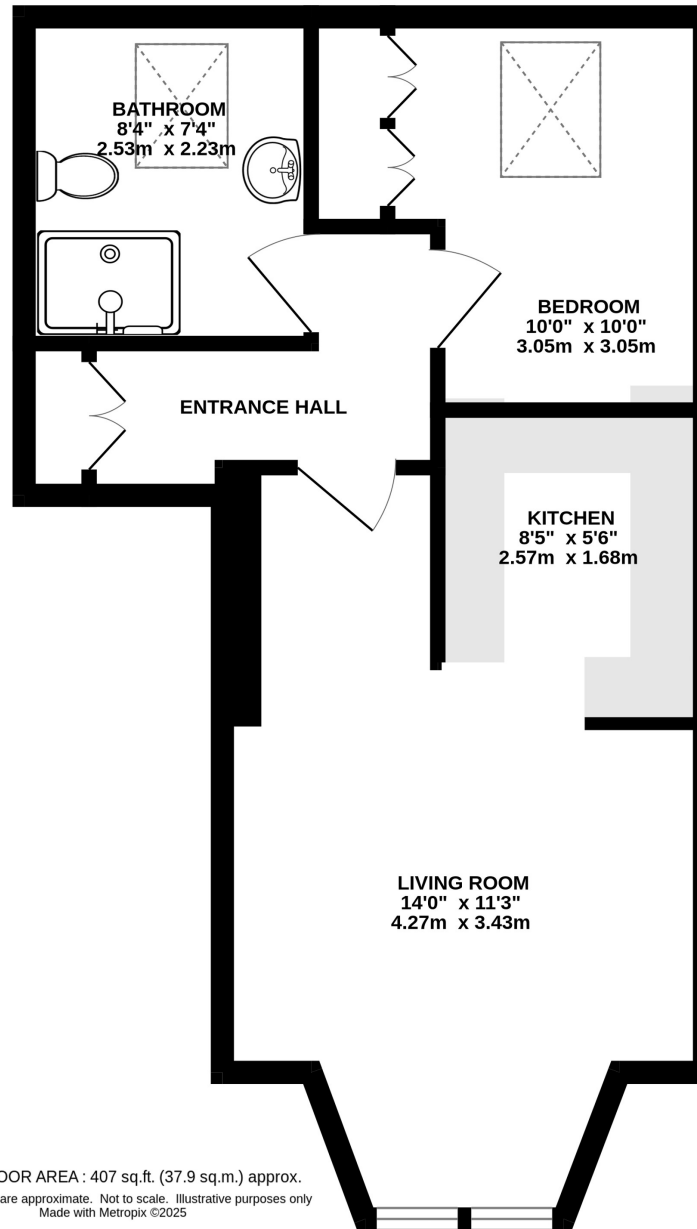 BATHROOM
8'4" x 7'4"
2.53m x 2.23m
BEDROOM
10'0" x 10'0"
3.05m x 3.05m
ENTRANCE HALL
KITCHEN
8'5" x 5'6"
2.57m x 1.68m
LIVING ROOM
14'0" x 11'3"
4.27m x 3.43m
OOR AREA : 407 sq.ft. (37.9 sq.m.) approx.
are approximate. Not to scale. Illustrative purposes only
Made with Metropix ©2025